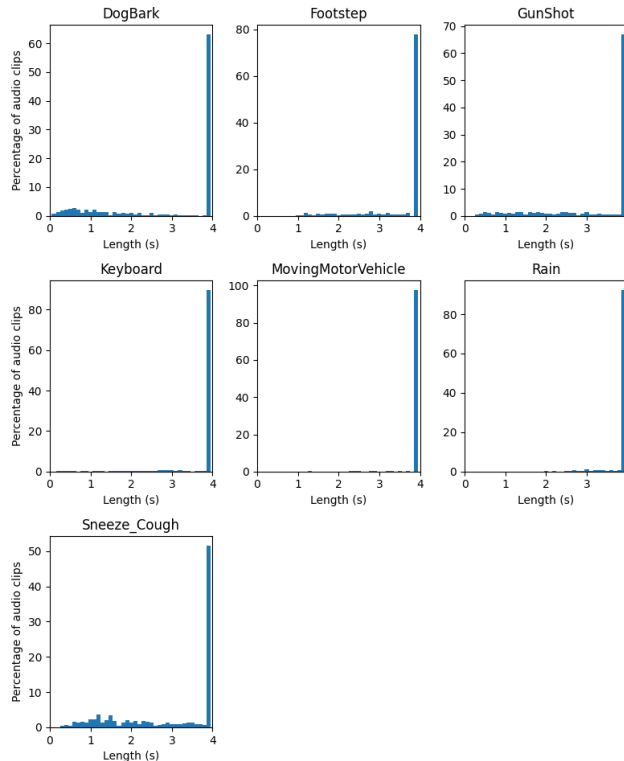 DogBark
Footstep
GunShot
Percentage of audio clips
60
50
40
30
20
10
0
80
60
40
20
0
70
60
50
40
30
20
10
0
0 1 2 3 4
0 1 2 3 4
0 1 2 3
Length (s)
Length (s)
Length (s)
Keyboard
MovingMotorVehicle
Rain
Percentage of audio clips
80
60
40
20
0
100
80
60
40
20
0
80
60
40
20
0
0 1 2 3 4
0 1 2 3 4
0 1 2 3
Length (s)
Length (s)
Length (s)
Sneeze_Cough
Percentage of audio clips
50
40
30
20
10
0
0 1 2 3 4
Length (s)